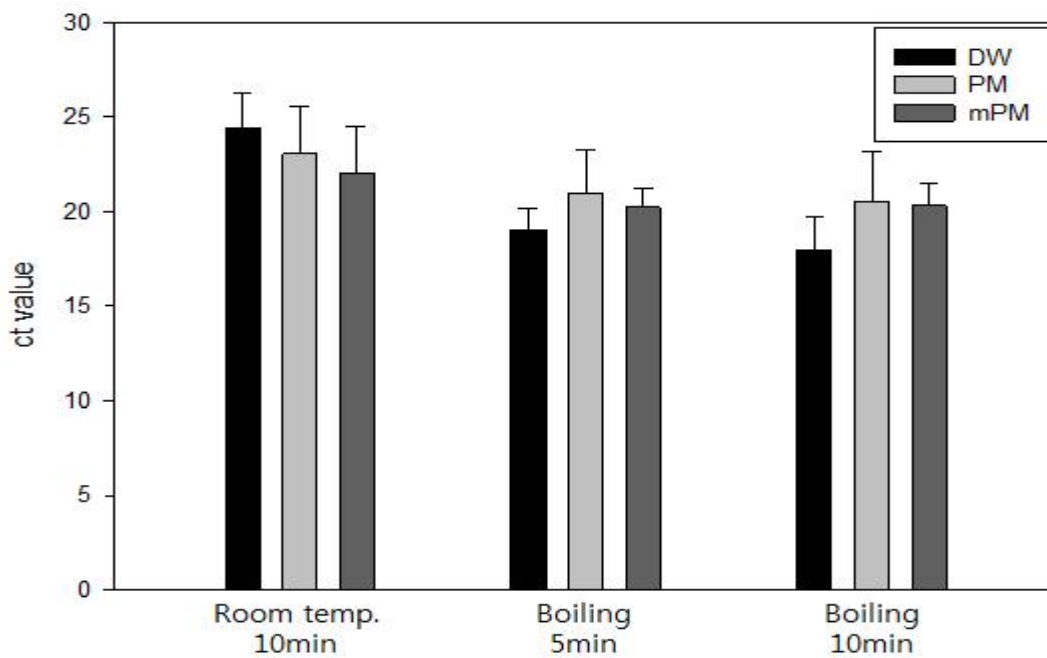 30
25
20
15
10
5
0
ct value
DW
PM
mPM
Room temp.
10min
Boiling
5min
Boiling
10min